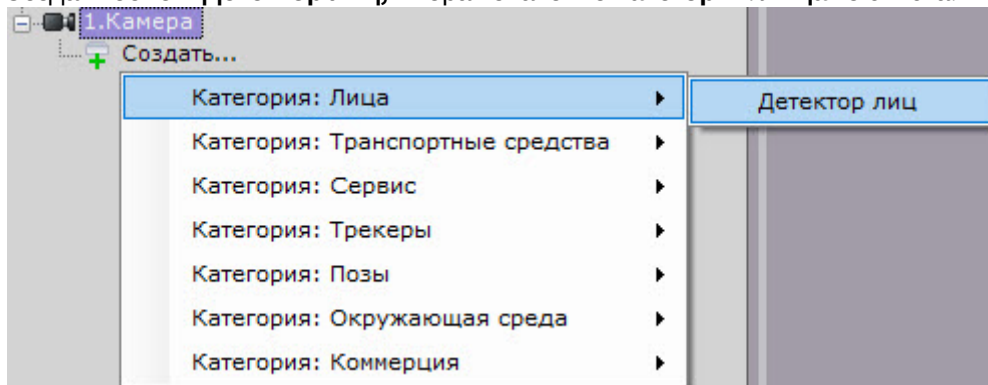 1.Камера
Создать...
Категория: Лица
Детектор лиц
Категория: Транспортные средства
Категория: Сервис
Категория: Трекеры
Категория: Позы
Категория: Окружающая среда
Категория: Коммерция